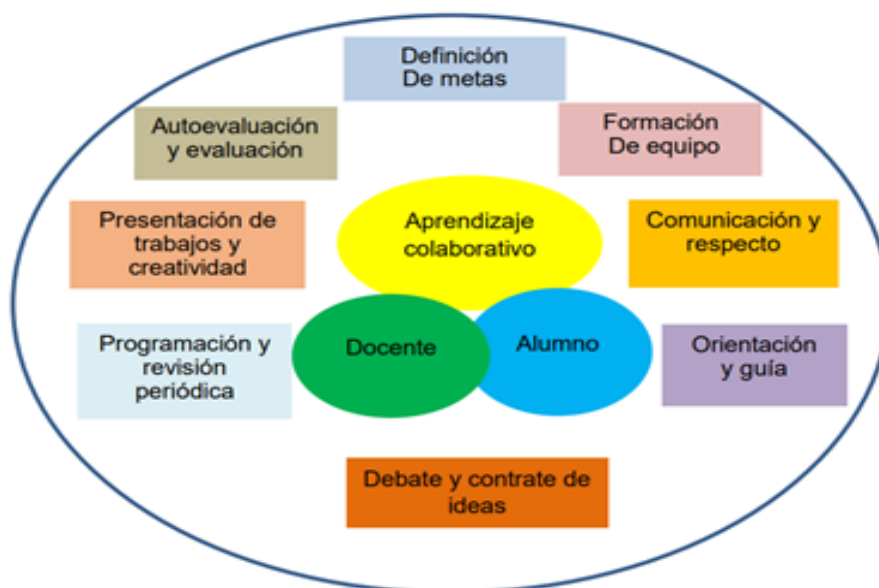 Definición
De metas
Autoevaluación
y evaluación
Formación
De equipo
Presentación de
trabajos y
creatividad
Aprendizaje
colaborativo
Comunicación y
respecto
Programación y
revisión
periódica
Docente
Alumno
Orientación
y guía
Debate y contrate de
ideas